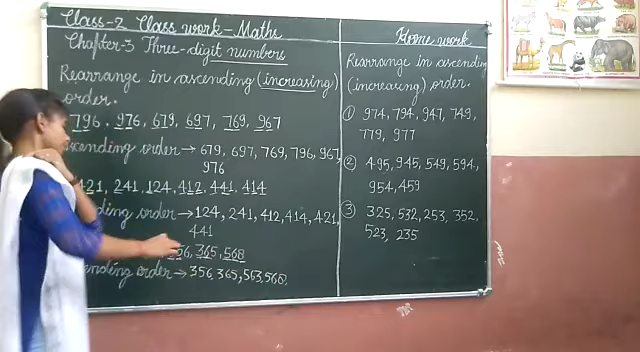 Class-2 Class work - Maths
Chapter-3 Three-digit numbers
Rearrange in ascending (increasing)
order.
796, 976, 679, 697, 769, 967
cending order → 679, 697, 769, 796, 967,
976
421, 241, 124, 412, 441, 414
ding order → 124, 241, 412, 414, 421,
441
56, 365, 568
ending order → 356, 365, 563, 568.
Home work
Rearrange in ascending
(increasing) order.
① 974, 794, 947, 749,
779, 977
② 495, 945, 549, 594,
954, 459
③ 325, 532, 253, 352,
523, 235